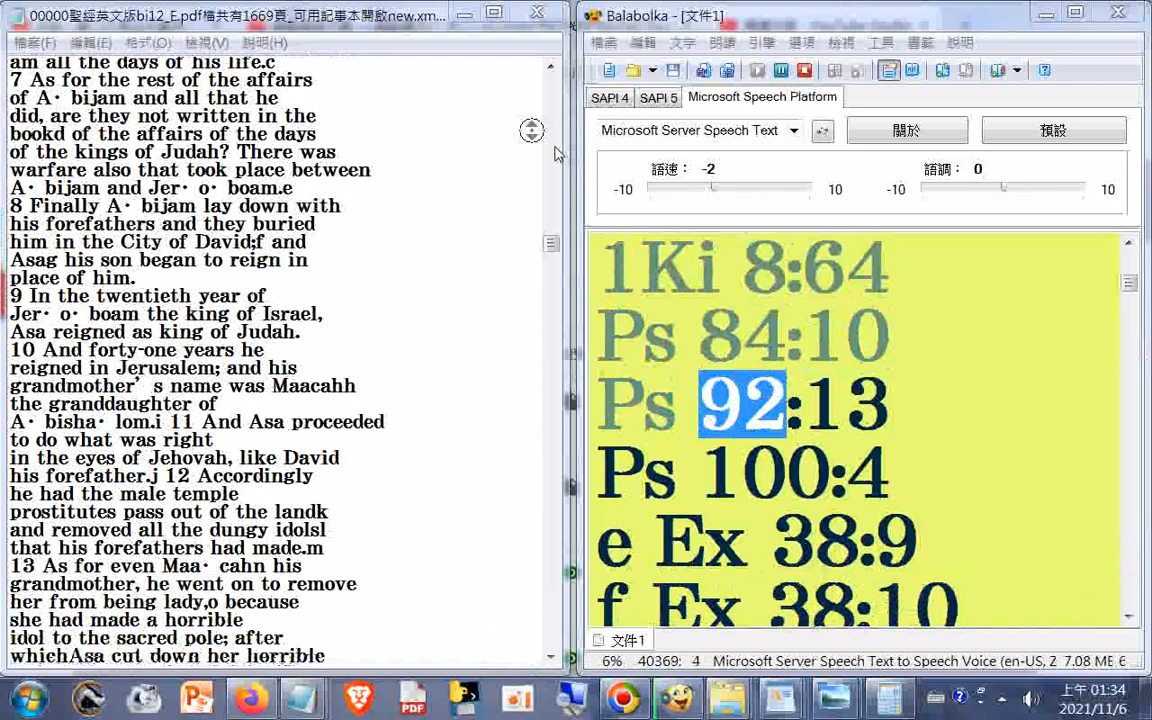 00000聖經英文版bi12_E.pdf檔共有1669頁_可用記事本開啟new.xm...
檔案(F) 編輯(E) 格式(O) 檢視(V) 說明(H)
am all the days of his life.c
7 As for the rest of the affairs
of A‧ bijam and all that he
did, are they not written in the
bookd of the affairs of the days
of the kings of Judah? There was
warfare also that took place between
A‧ bijam and Jer‧ o‧ boam.e
8 Finally A‧ bijam lay down with
his forefathers and they buried
him in the City of David;f and
Asag his son began to reign in
place of him.
9 In the twentieth year of
Jer‧ o‧ boam the king of Israel,
Asa reigned as king of Judah.
10 And forty-one years he
reigned in Jerusalem; and his
grandmother’s name was Maacahh
the granddaughter of
A‧ bisha‧ lom.i 11 And Asa proceeded
to do what was right
in the eyes of Jehovah, like David
his forefather.j 12 Accordingly
he had the male temple
prostitutes pass out of the landk
and removed all the dungy idolsl
that his forefathers had made.m
13 As for even Maa‧ cahn his
grandmother, he went on to remove
her from being lady,o because
she had made a horrible
idol to the sacred pole; after
whichAsa cut down her horrible
Balabolka - [文件1]
檔案 編輯 文字 朗讀 引擎 選項 檢視 工具 書籤 說明
SAPI 4 SAPI 5 Microsoft Speech Platform
Microsoft Server Speech Text 關於 預設
語速: -2 語調: 0
-10 10 -10 10
1Ki 8:64
Ps 84:10
Ps 92:13
Ps 100:4
e Ex 38:9
f Ex 38:10
文件1
6% 40369: 4 Microsoft Server Speech Text to Speech Voice (en-US, Z 7.08 MB 6
上午 01:34
2021/11/6